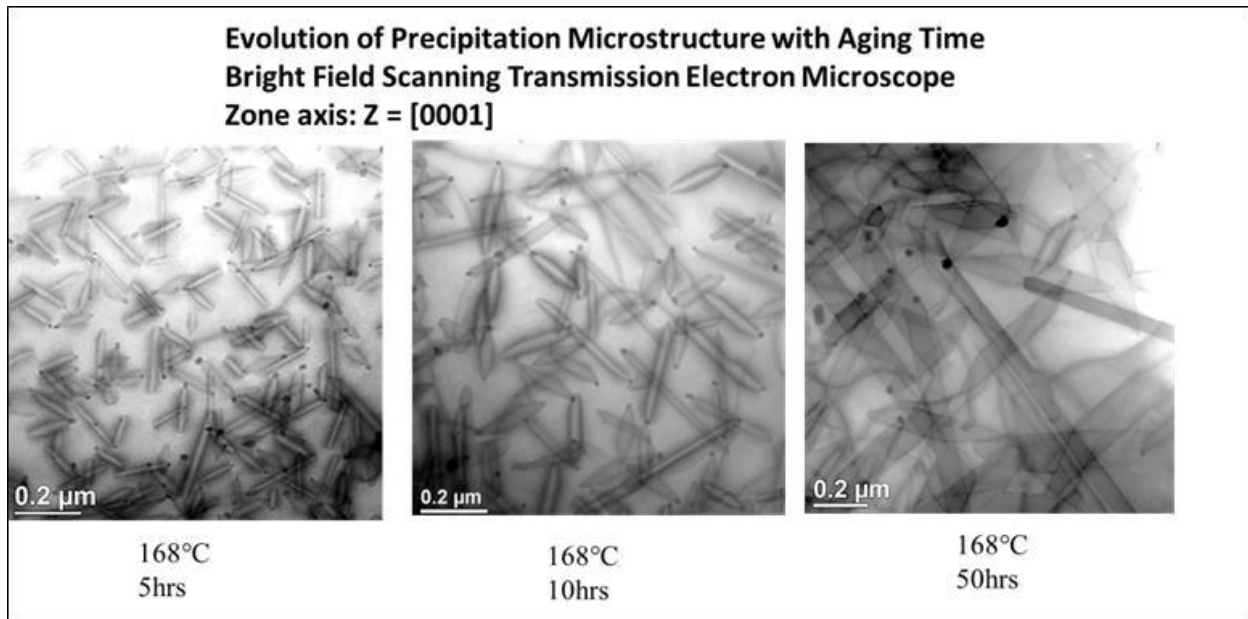 Evolution of Precipitation Microstructure with Aging Time
Bright Field Scanning Transmission Electron Microscope
Zone axis: Z = [0001]
0.2 μm
0.2 μm
0.2 μm
168°C
5hrs
168°C
10hrs
168°C
50hrs